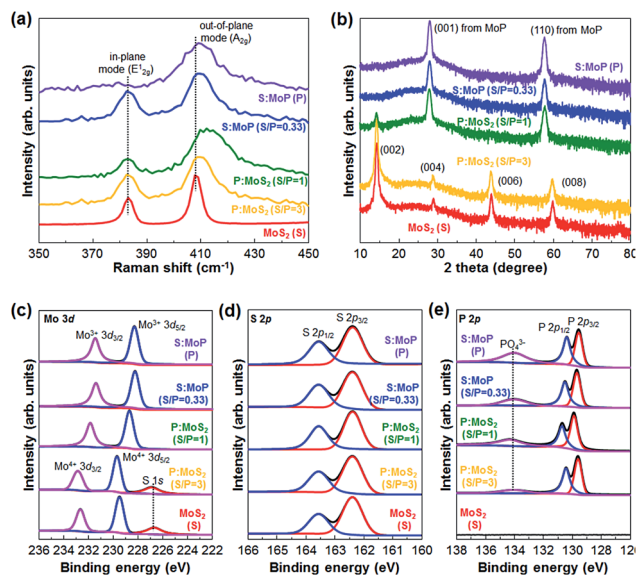 (a)
out-of-plane
mode (A2g)
in-plane
mode (E¹2g)
S:MoP (P)
S:MoP (S/P=0.33)
P:MoS2 (S/P=1)
P:MoS2 (S/P=3)
MoS2 (S)
Intensity (arb. units)
350 370 390 410 430 450
Raman shift (cm⁻¹)
(b)
(001) from MoP
(110) from MoP
S:MoP (P)
S:MoP (S/P=0.33)
P:MoS2 (S/P=1)
P:MoS2 (S/P=3)
(002)
(004)
(006)
(008)
MoS2 (S)
Intensity (arb. units)
10 20 30 40 50 60 70 80
2 theta (degree)
(c)
Mo 3d
Mo³⁺ 3d5/2
Mo³⁺ 3d3/2
S:MoP
(P)
S:MoP
(S/P=0.33)
P:MoS2
(S/P=1)
Mo⁴⁺ 3d5/2
Mo⁴⁺ 3d3/2
S 1s
P:MoS2
(S/P=3)
MoS2
(S)
Intensity (arb. units)
236 234 232 230 228 226 224 222
Binding energy (eV)
(d)
S 2p
S 2p3/2
S 2p1/2
S:MoP
(P)
S:MoP
(S/P=0.33)
P:MoS2
(S/P=1)
P:MoS2
(S/P=3)
MoS2
(S)
Intensity (arb. units)
166 165 164 163 162 161 160
Binding energy (eV)
(e)
P 2p
P 2p3/2
P 2p1/2
PO4³⁻
S:MoP
(P)
S:MoP
(S/P=0.33)
P:MoS2
(S/P=1)
P:MoS2
(S/P=3)
MoS2
(S)
Intensity (arb. units)
138 136 134 132 130 128 126
Binding energy (eV)